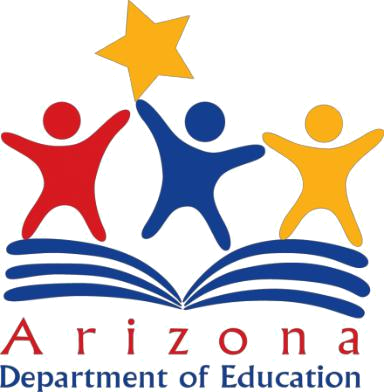 Arizona
Department of Education